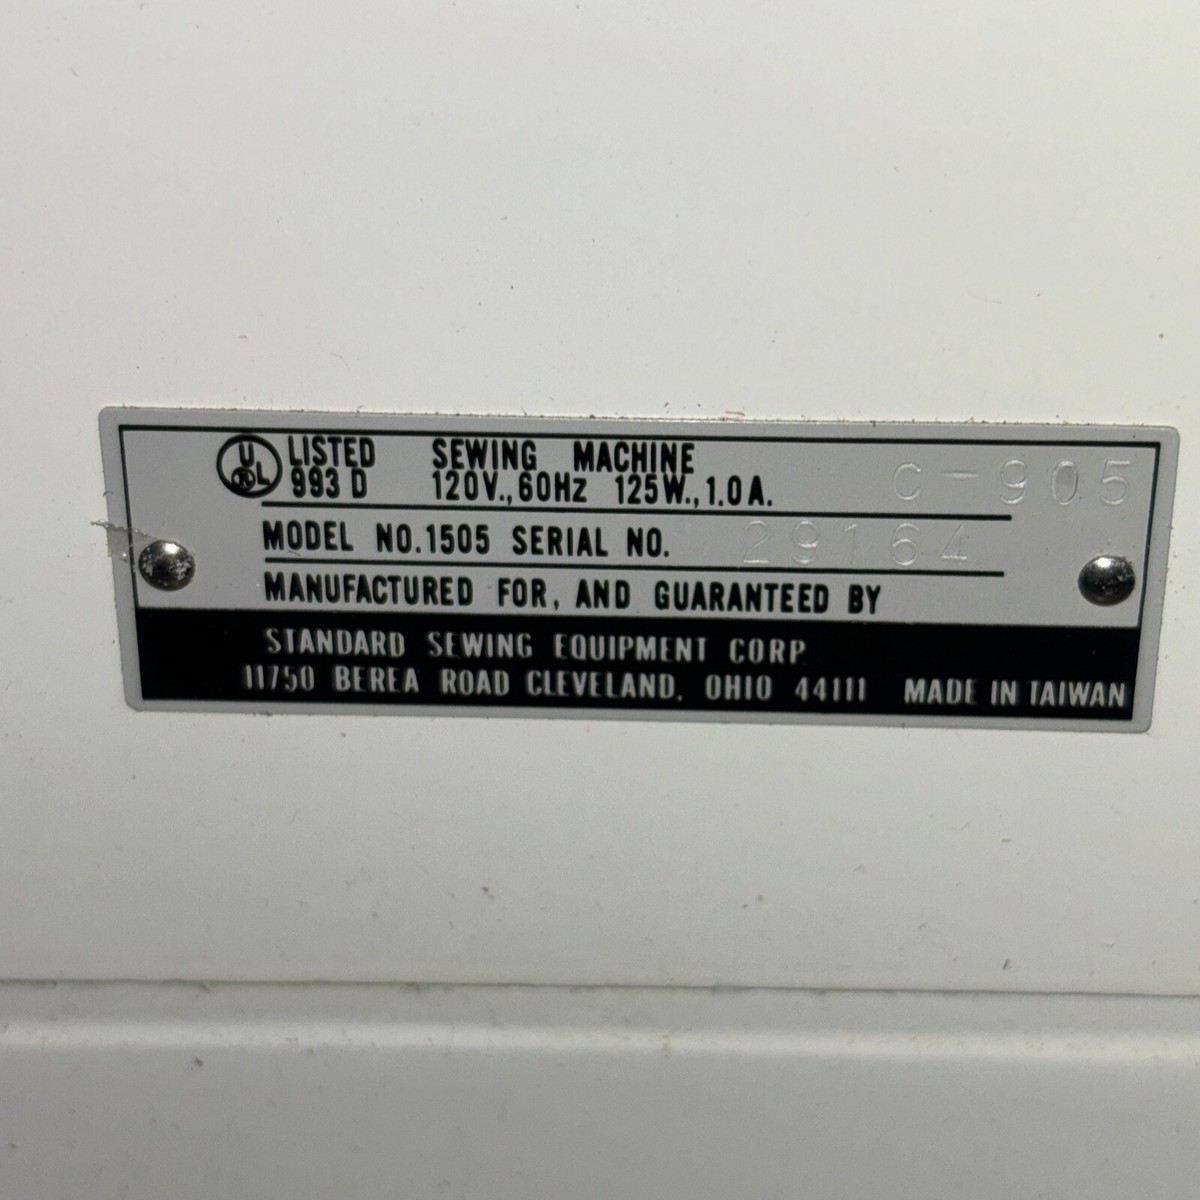 UL® LISTED SEWING MACHINE
993 D 120V.,60Hz 125W.,1.0A. C-905
MODEL NO.1505 SERIAL NO. 29164
MANUFACTURED FOR, AND GUARANTEED BY
STANDARD SEWING EQUIPMENT CORP
11750 BEREA ROAD CLEVELAND, OHIO 44111 MADE IN TAIWAN